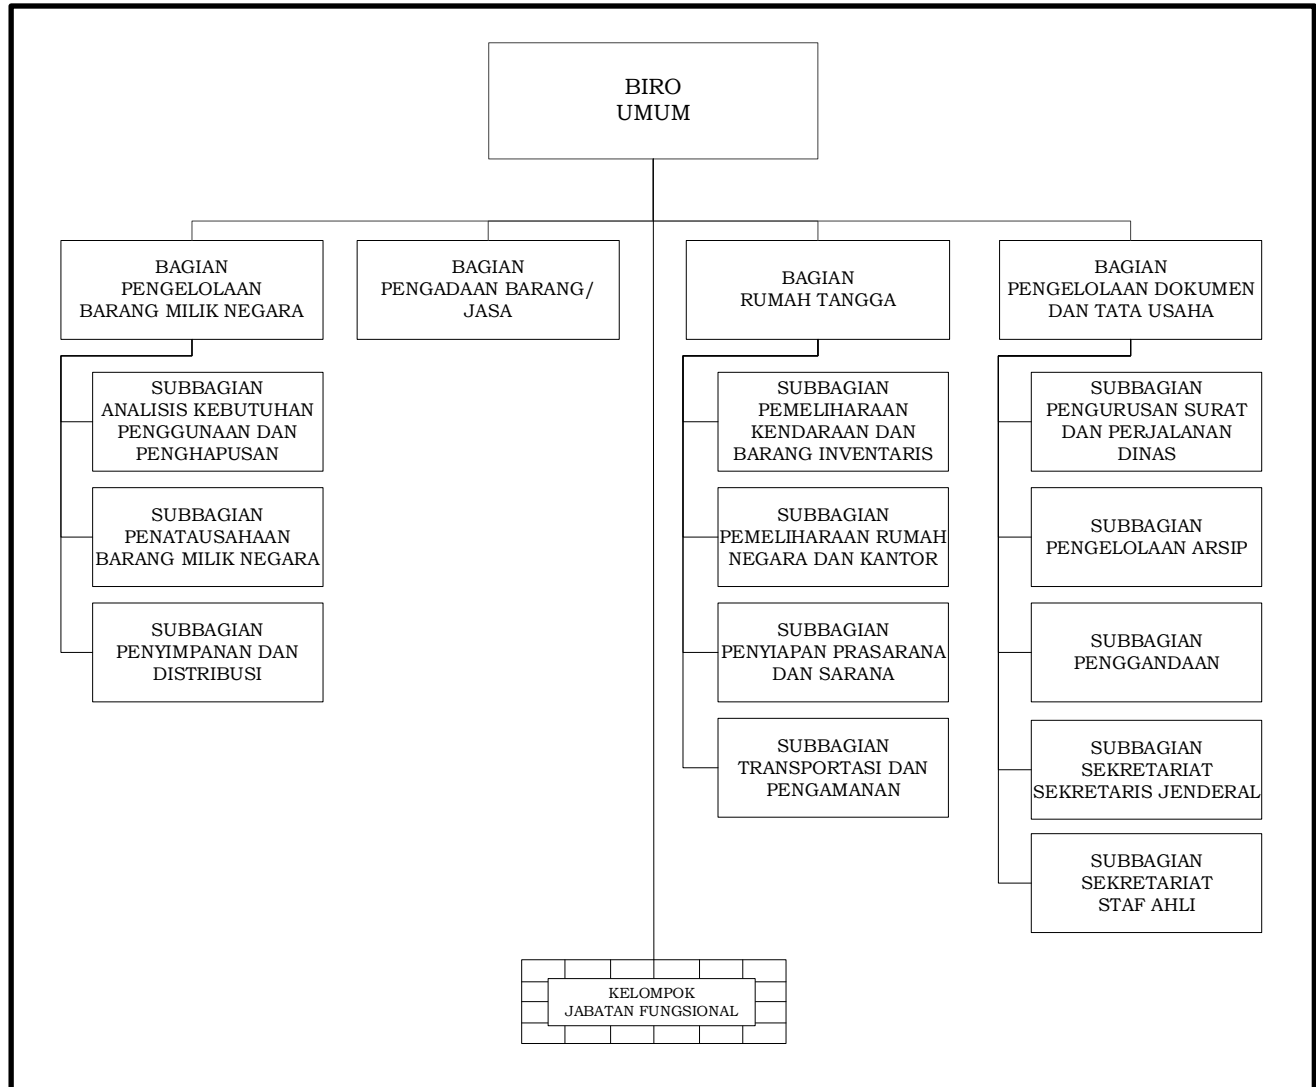 BIRO
UMUM
BAGIAN
PENGELOLAAN
BARANG MILIK NEGARA
BAGIAN
PENGADAAN BARANG/
JASA
BAGIAN
RUMAH TANGGA
BAGIAN
PENGELOLAAN DOKUMEN
DAN TATA USAHA
SUBBAGIAN
ANALISIS KEBUTUHAN
PENGGUNAAN DAN
PENGHAPUSAN
SUBBAGIAN
PENATAUSAHAAN
BARANG MILIK NEGARA
SUBBAGIAN
PENYIMPANAN DAN
DISTRIBUSI
SUBBAGIAN
PEMELIHARAAN
KENDARAAN DAN
BARANG INVENTARIS
SUBBAGIAN
PEMELIHARAAN RUMAH
NEGARA DAN KANTOR
SUBBAGIAN
PENYIAPAN PRASARANA
DAN SARANA
SUBBAGIAN
TRANSPORTASI DAN
PENGAMANAN
SUBBAGIAN
PENGURUSAN SURAT
DAN PERJALANAN
DINAS
SUBBAGIAN
PENGELOLAAN ARSIP
SUBBAGIAN
PENGGANDAAN
SUBBAGIAN
SEKRETARIAT
SEKRETARIS JENDERAL
SUBBAGIAN
SEKRETARIAT
STAF AHLI
KELOMPOK
JABATAN FUNGSIONAL